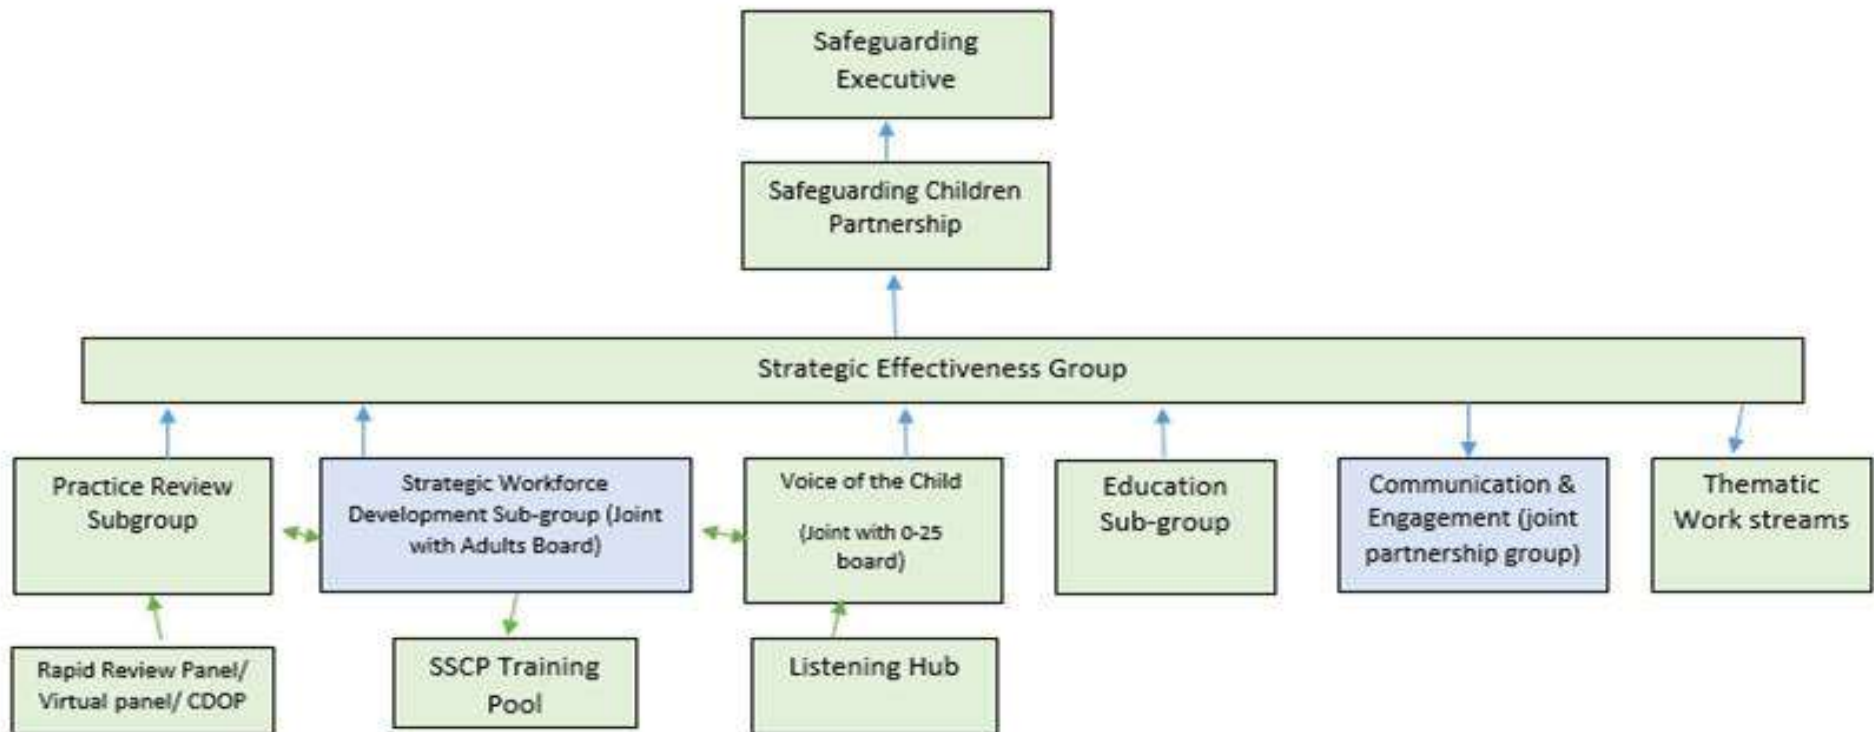 Safeguarding
Executive
Safeguarding Children
Partnership
Strategic Effectiveness Group
Practice Review
Subgroup
Strategic Workforce
Development Sub-group (Joint
with Adults Board)
Voice of the Child
(Joint with 0-25
board)
Education
Sub-group
Communication &
Engagement (joint
partnership group)
Thematic
Work streams
Rapid Review Panel/
Virtual panel/ CDOP
SSCP Training
Pool
Listening Hub